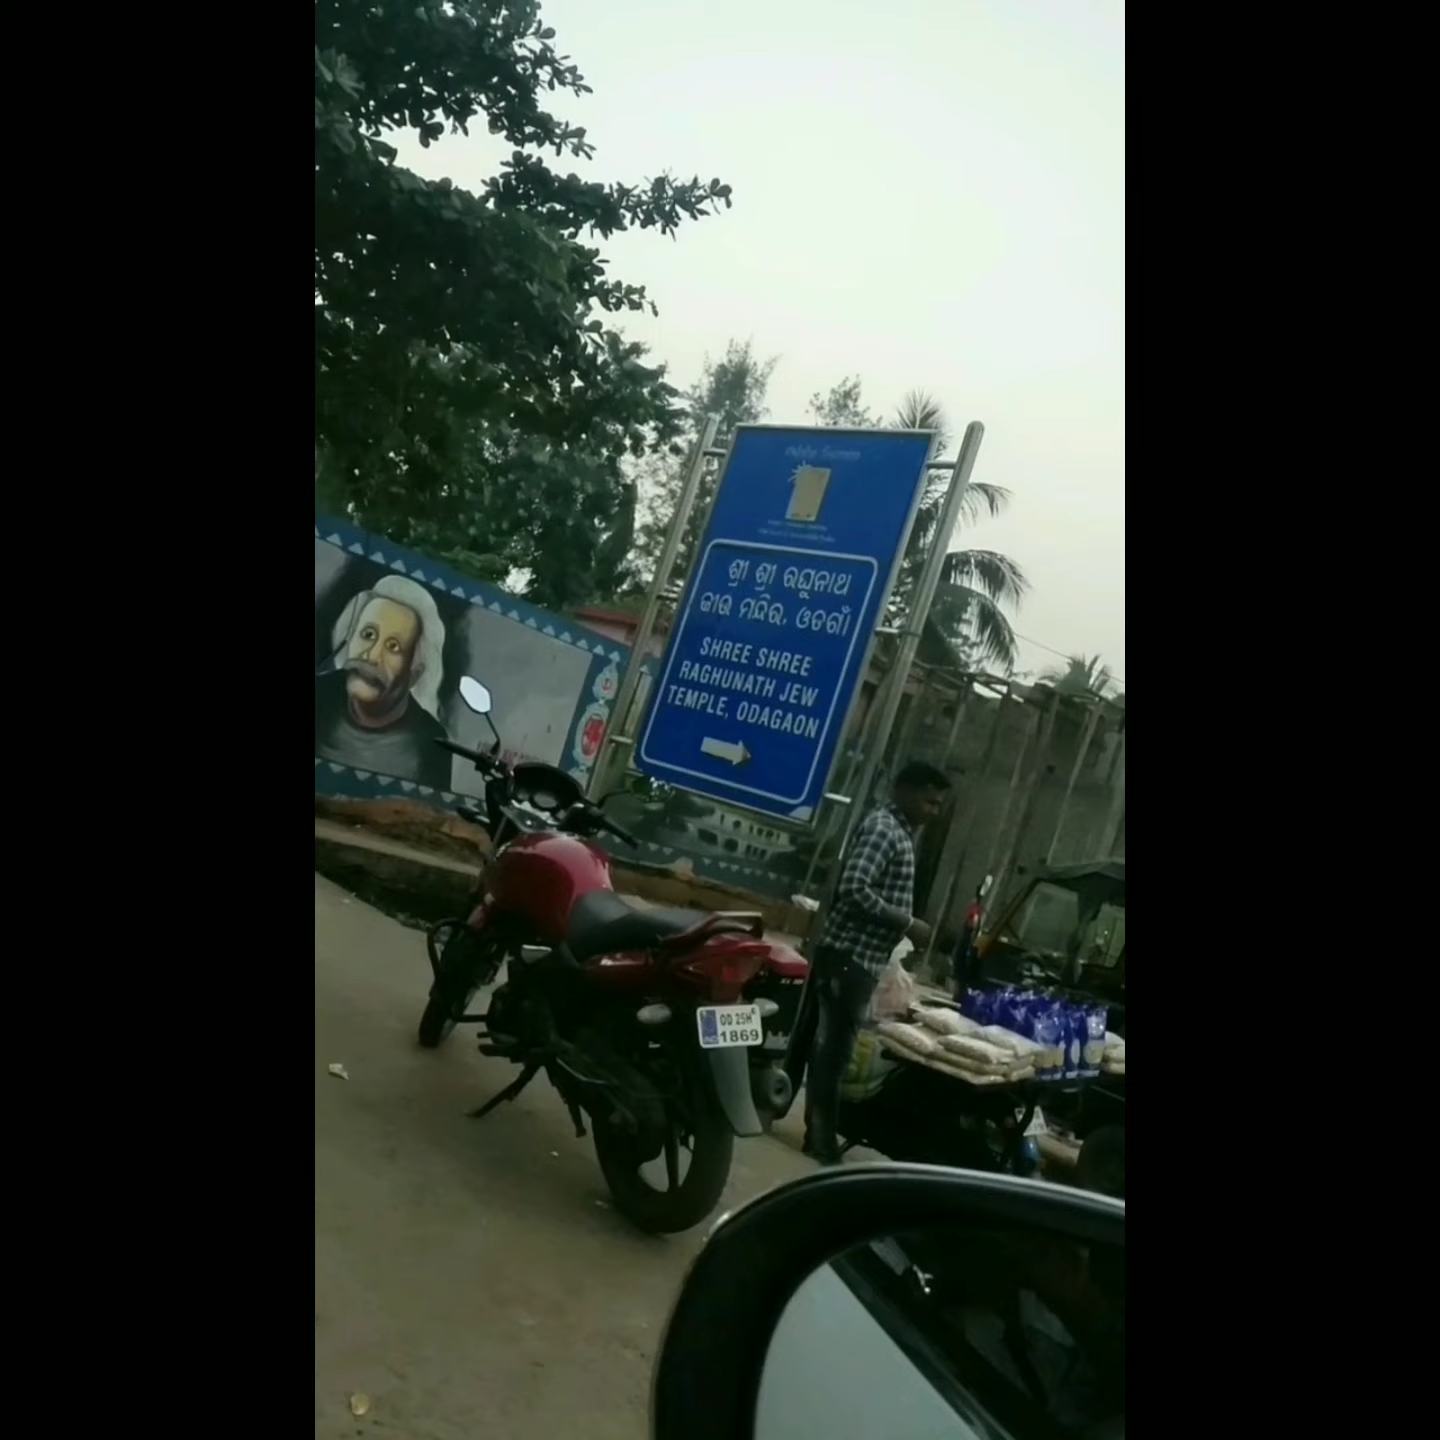 ଶ୍ରୀ ଶ୍ରୀ ରଘୁନାଥ
ଜୀଉ ମନ୍ଦିର, ଓଡଗାଁ
SHREE SHREE
RAGHUNATH JEW
TEMPLE, ODAGAON
OD 25H
1869